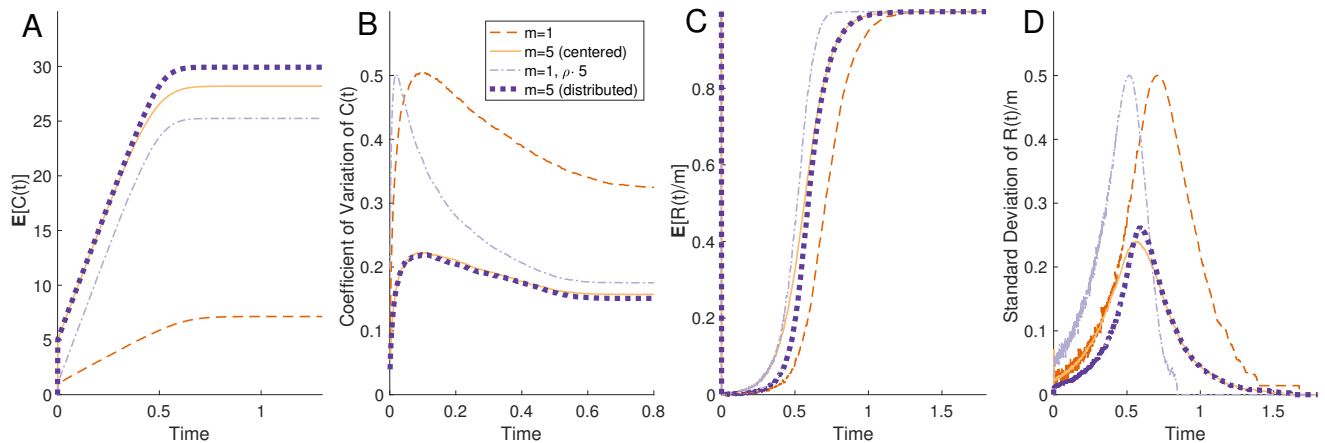 A
E[C(t)]
30
25
20
15
10
5
0
0
0.5
1
Time
B
Coefficient of Variation of C(t)
0.5
0.4
0.3
0.2
0.1
0
0.2
0.4
0.6
0.8
Time
m=1
m=5 (centered)
m=1, ρ· 5
m=5 (distributed)
C
E[R(t)/m]
0.8
0.6
0.4
0.2
0
0
0.5
1
1.5
Time
D
Standard Deviation of R(t)/m
0.5
0.4
0.3
0.2
0.1
0
0
0.5
1
1.5
Time